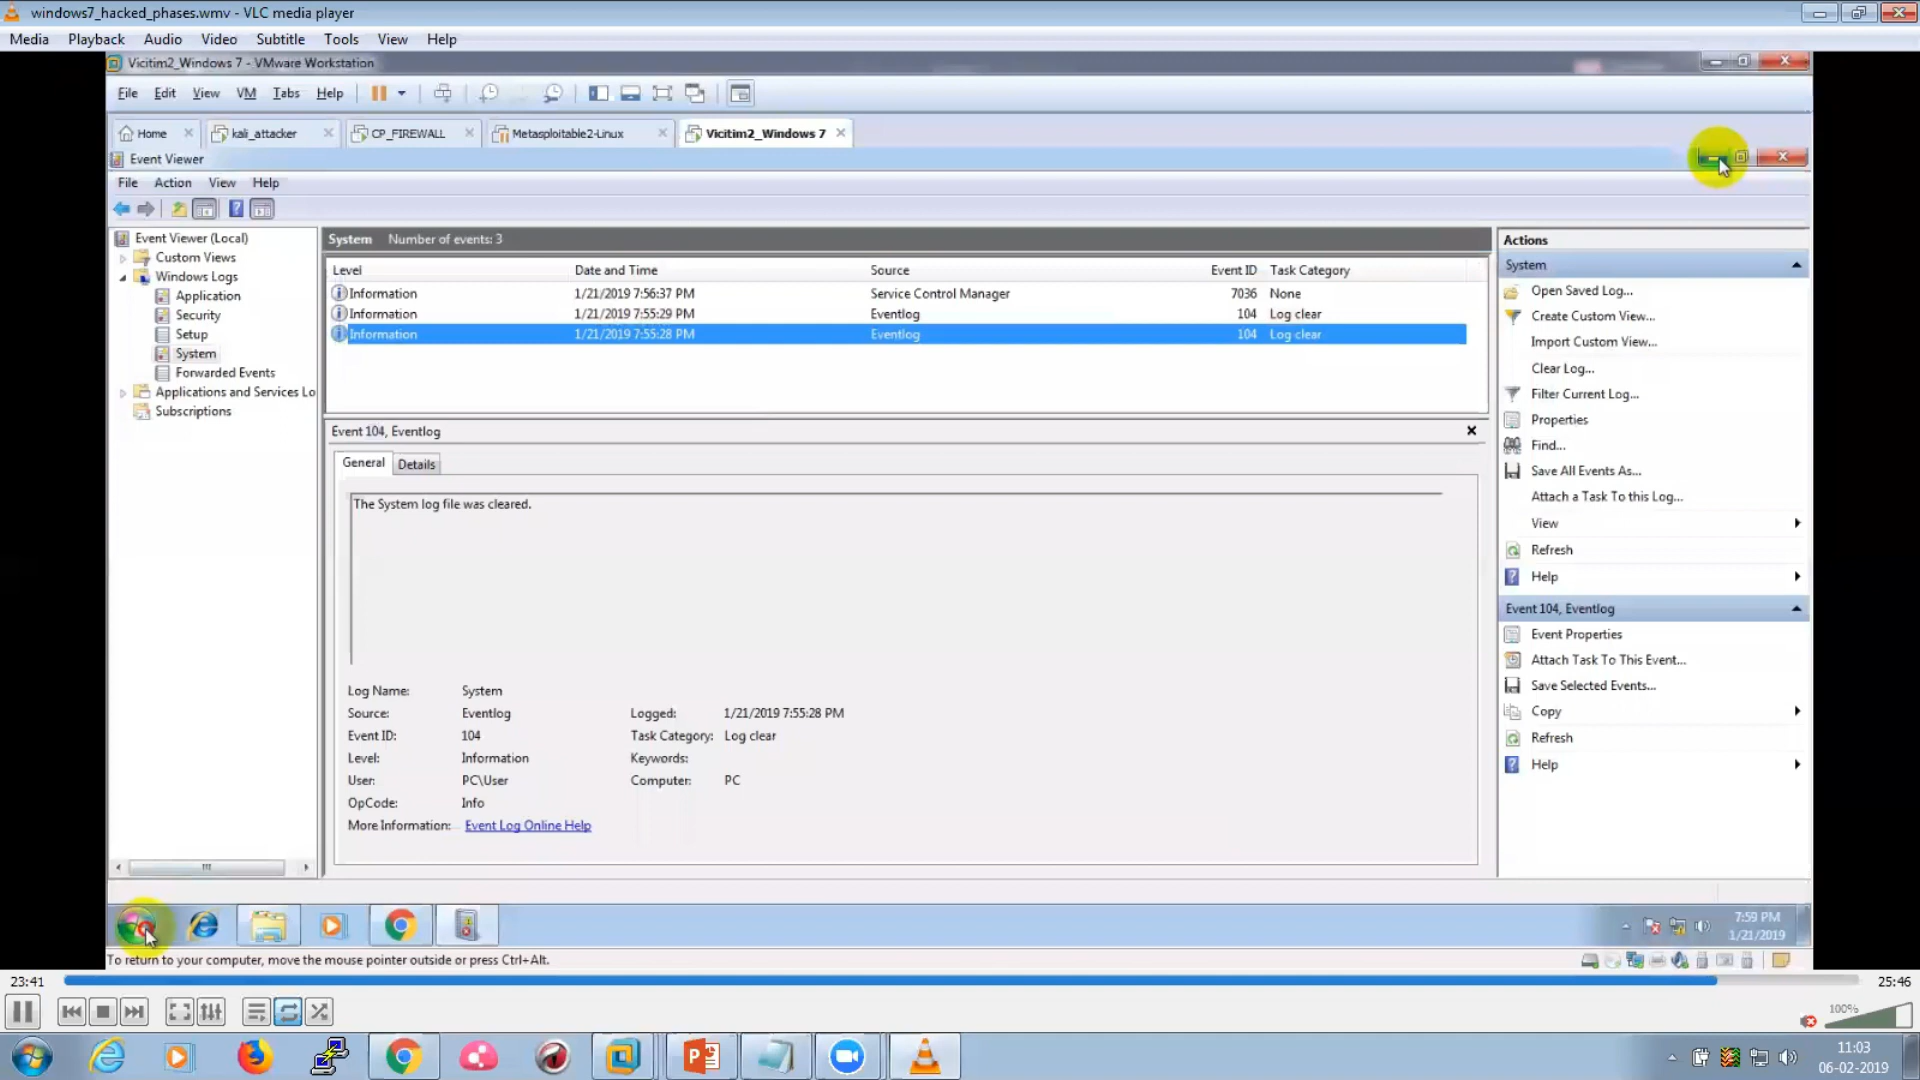 windows7_hacked_phases.wmv - VLC media player
Media Playback Audio Video Subtitle Tools View Help
Vicitim2_Windows 7 - VMware Workstation
File Edit View VM Tabs Help
Home kali_attacker CP_FIREWALL Metasploitable2-Linux Vicitim2_Windows 7
Event Viewer
File Action View Help
Event Viewer (Local)
Custom Views
Windows Logs
Application
Security
Setup
System
Forwarded Events
Applications and Services Lo
Subscriptions
System Number of events: 3
Level Date and Time Source Event ID Task Category
Information 1/21/2019 7:56:37 PM Service Control Manager 7036 None
Information 1/21/2019 7:55:29 PM Eventlog 104 Log clear
Information 1/21/2019 7:55:28 PM Eventlog 104 Log clear
Event 104, Eventlog
General Details
The System log file was cleared.
Log Name: System
Source: Eventlog Logged: 1/21/2019 7:55:28 PM
Event ID: 104 Task Category: Log clear
Level: Information Keywords:
User: PC\User Computer: PC
OpCode: Info
More Information: Event Log Online Help
Actions
System
Open Saved Log...
Create Custom View...
Import Custom View...
Clear Log...
Filter Current Log...
Properties
Find...
Save All Events As...
Attach a Task To this Log...
View
Refresh
Help
Event 104, Eventlog
Event Properties
Attach Task To This Event...
Save Selected Events...
Copy
Refresh
Help
7:59 PM
1/21/2019
To return to your computer, move the mouse pointer outside or press Ctrl+Alt.
23:41 25:46
100%
11:03
06-02-2019